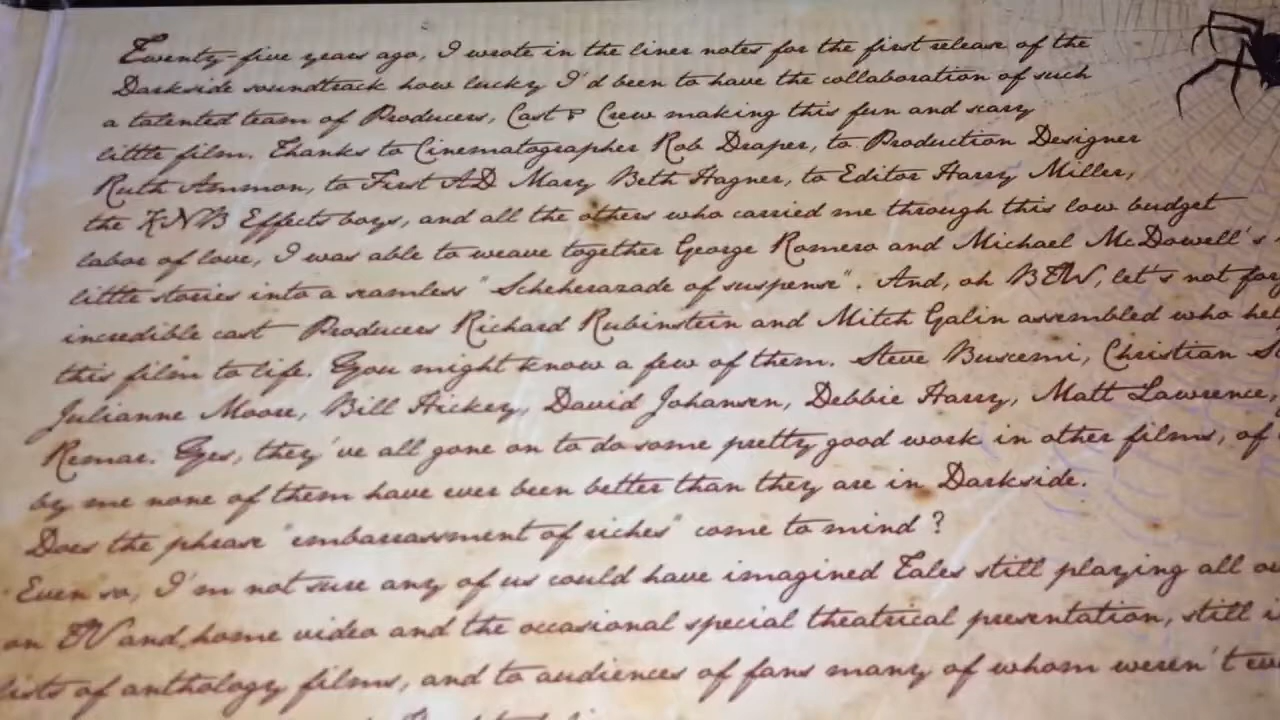 Twenty-five years ago, I wrote in the liner notes for the first release of the
Darkside soundtrack how lucky I'd been to have the collaboration of such
a talented team of Producers, Cast & Crew making this fun and scary
little film. Thanks to Cinematographer Rob Draper, to Production Designer
Ruth Ammon, to First AD Mary Beth Hagner, to Editor Harry Miller,
the KNB Effects boys, and all the others who carried me through this low budget
labor of love, I was able to weave together George Romero and Michael McDowell's
little stories into a seamless "Scheherazade of suspense". And, oh BTW, let's not
incredible cast Producers Richard Rubinstein and Mitch Galin assembled who
this film to life. You might know a few of them. Steve Buscemi, Christian
Julianne Moore, Bill Hickey, David Johansen, Debbie Harry, Matt Lawrence,
Remar. Yes, they've all gone on to do some pretty good work in other films, of
by me none of them have ever been better than they are in Darkside.
Does the phrase "embarrassment of riches" come to mind?
Even so, I'm not sure any of us could have imagined Tales still playing all
on TV and home video and the occasional special theatrical presentation, still
lists of anthology films, and to audiences of fans many of whom weren't